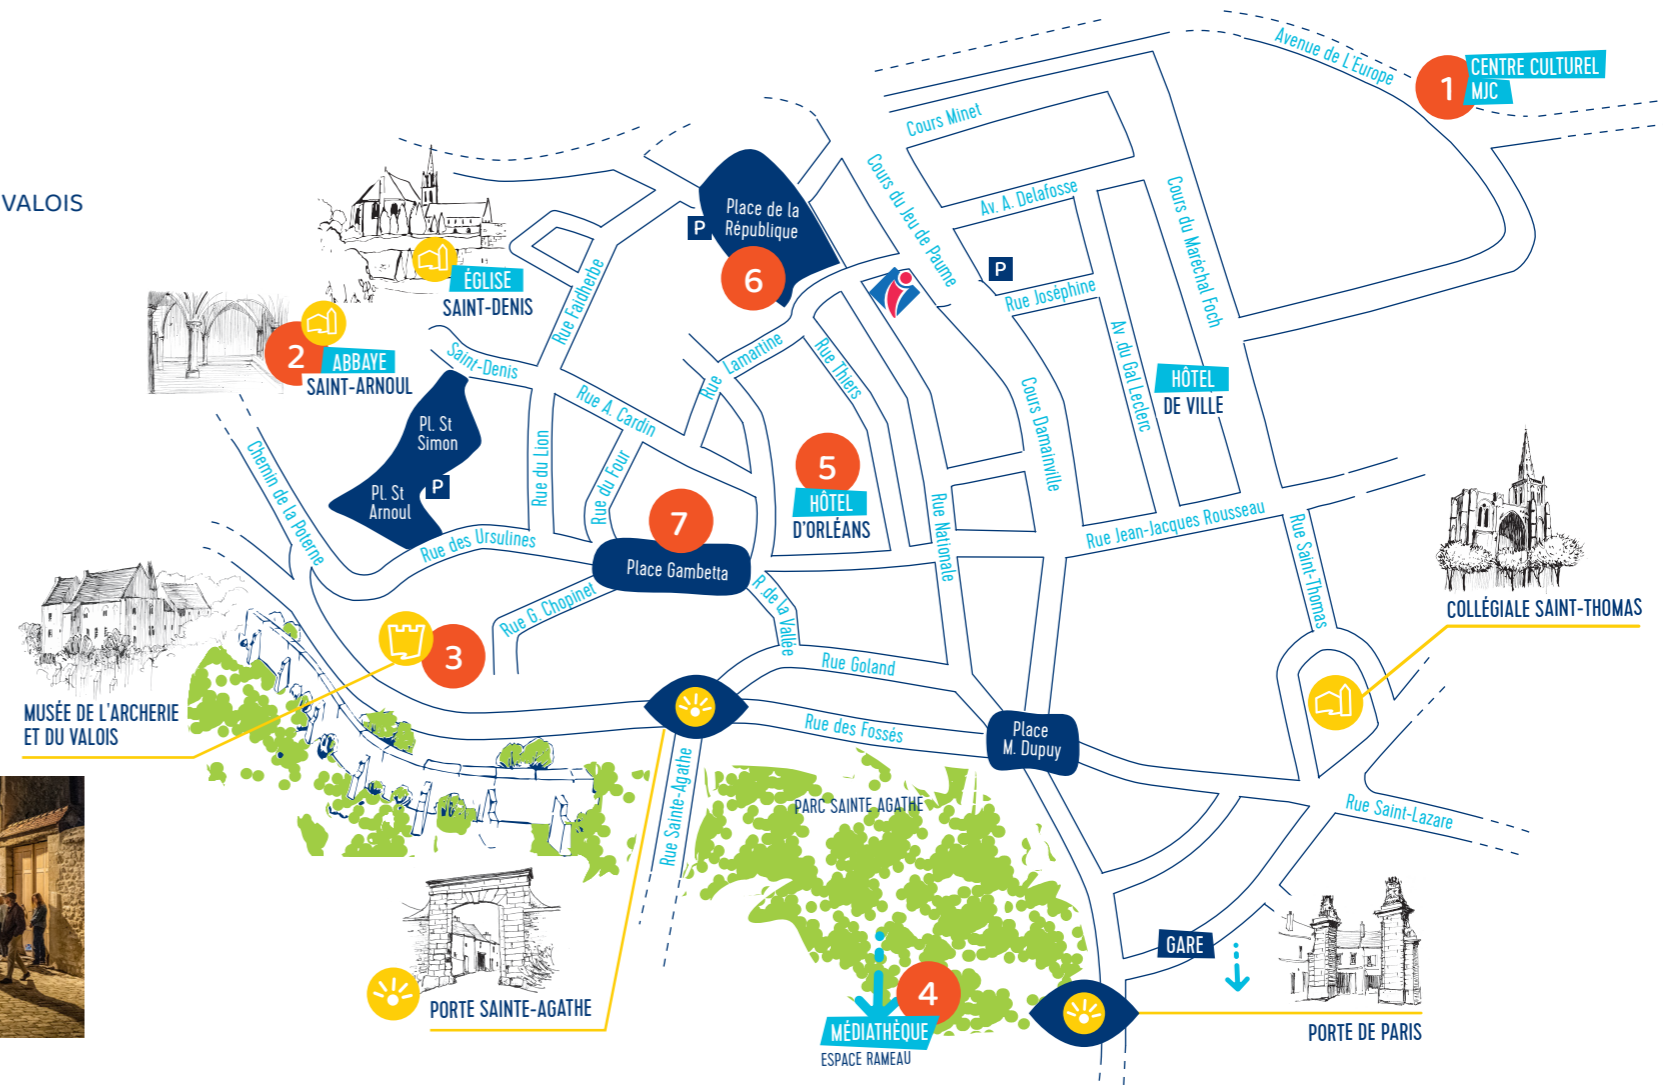 VALOIS
Avenue de L'Europe
1
CENTRE CULTUREL
MJC
Cours Minet
Cours du Jeu de Paume
Av. A. Delafosse
Cours du Maréchal Foch
Place de la
République
P
6
P
Rue Joséphine
ÉGLISE
SAINT-DENIS
Rue Faidherbe
2
ABBAYE
SAINT-ARNOUL
Saint-Denis
Rue Lamartine
Rue Thiers
Av. du Gal Leclerc
HÔTEL
DE VILLE
Rue A. Cardin
Cours Damainville
Pl. St
Simon
Pl. St
Arnoul
P
Chemin de la Poterne
Rue du Lion
Rue du Four
5
HÔTEL
D'ORLÉANS
Rue Nationale
7
Place Gambetta
Rue des Ursulines
Rue Jean-Jacques Rousseau
Rue Saint-Thomas
COLLÉGIALE SAINT-THOMAS
Rue G. Chopinet
R. de la Vallée
3
MUSÉE DE L'ARCHERIE
ET DU VALOIS
Rue Goland
Rue des Fossés
Place
M. Dupuy
Rue Sainte-Agathe
PARC SAINTE AGATHE
Rue Saint-Lazare
GARE
PORTE SAINTE-AGATHE
4
MÉDIATHÈQUE
ESPACE RAMEAU
PORTE DE PARIS